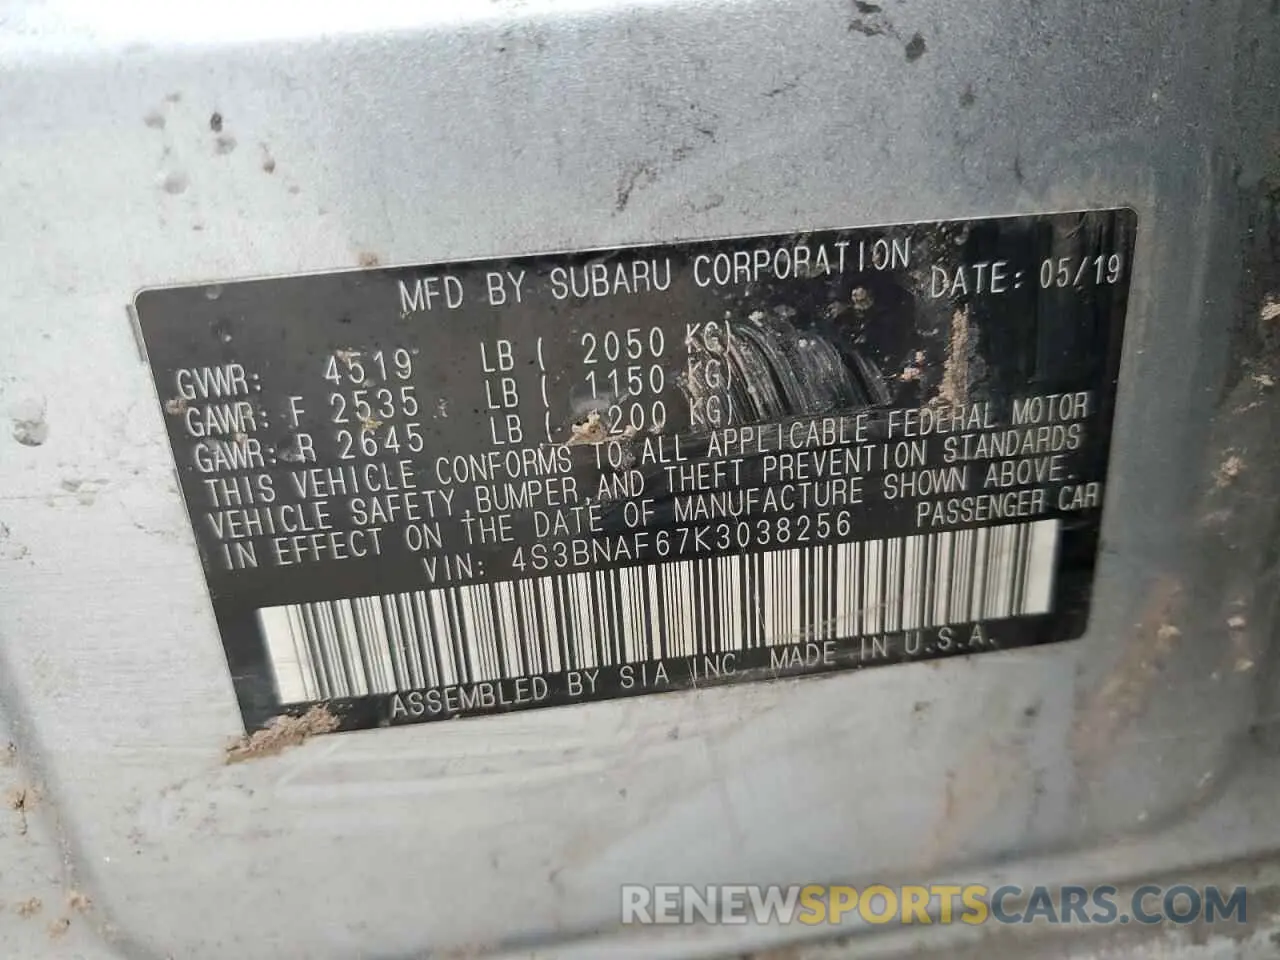 MFD BY SUBARU CORPORATION DATE: 05/19
GVWR: 4519 LB ( 2050 KG)
GAWR: F 2535 LB ( 1150 KG)
GAWR: R 2645 LB ( 200 KG)
THIS VEHICLE CONFORMS TO ALL APPLICABLE FEDERAL MOTOR
VEHICLE SAFETY, BUMPER, AND THEFT PREVENTION STANDARDS
IN EFFECT ON THE DATE OF MANUFACTURE SHOWN ABOVE.
VIN: 4S3BNAF67K3038256 PASSENGER CAR
ASSEMBLED BY SIA INC. MADE IN U.S.A.
RENEWSPORTSCARS.COM